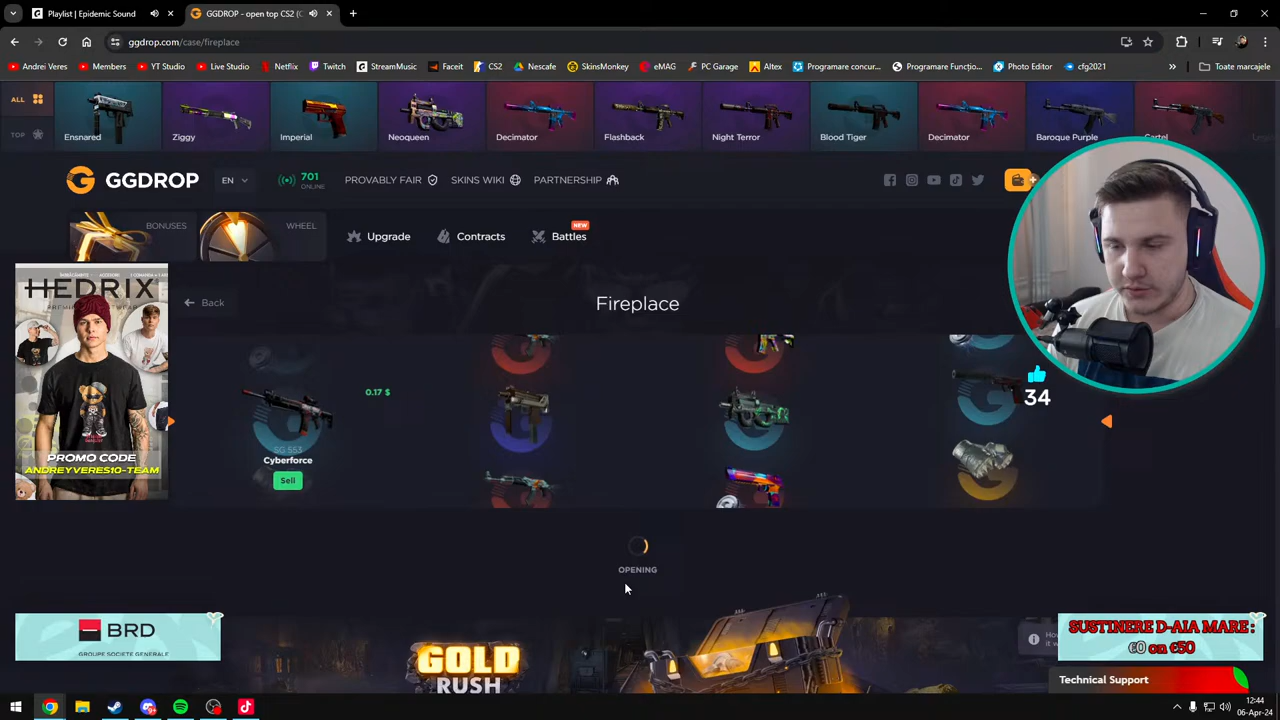 Playlist | Epidemic Sound
GGDROP - open top CS2 (C
ggdrop.com/case/fireplace
Andrei Veres
Members
YT Studio
Live Studio
Netflix
Twitch
StreamMusic
Faceit
CS2
Nescafe
SkinsMonkey
eMAG
PC Garage
Altex
Programare concur...
Programare Funcțio...
Photo Editor
cfg2021
»
Toate marcajele
ALL
TOP
Ensnared
Ziggy
Imperial
Neoqueen
Decimator
Flashback
Night Terror
Blood Tiger
Decimator
Baroque Purple
Cartel
GGDROP
EN
701
ONLINE
PROVABLY FAIR
SKINS WIKI
PARTNERSHIP
BONUSES
WHEEL
Upgrade
Contracts
NEW
Battles
Back
Fireplace
HEDRIX
PROMO CODE
ANDREYVERES10-TEAM
0.17 $
SG 553
Cyberforce
Sell
34
OPENING
BRD
GROUPE SOCIETE GENERALE
GOLD
RUSH
SUSTINERE D-AIA MARE :
€0 on €50
Technical Support
12:44
06-Apr-24